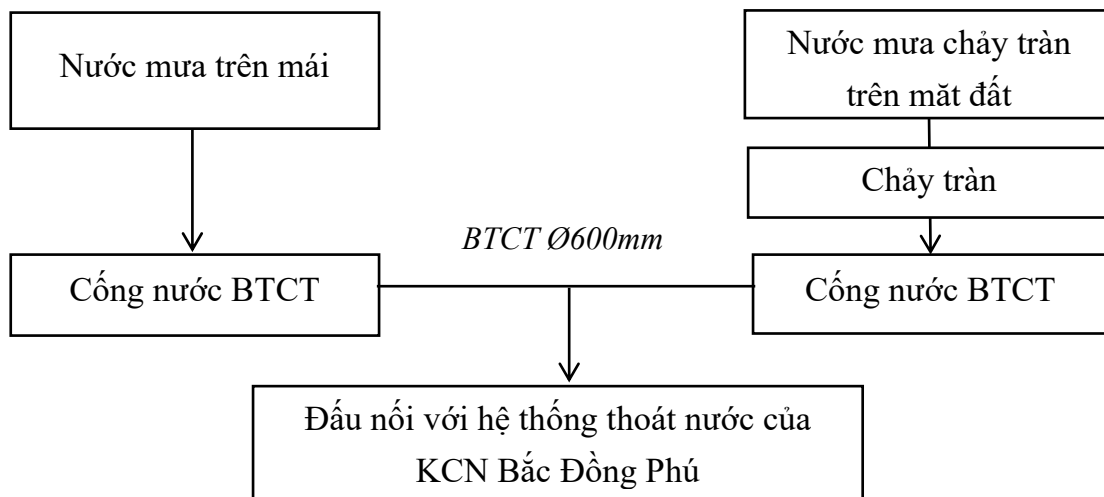 Nước mưa trên mái
Nước mưa chảy tràn
trên măt đất
Chảy tràn
BTCT Ø600mm
Cống nước BTCT
Cống nước BTCT
Đấu nối với hệ thống thoát nước của
KCN Bắc Đồng Phú